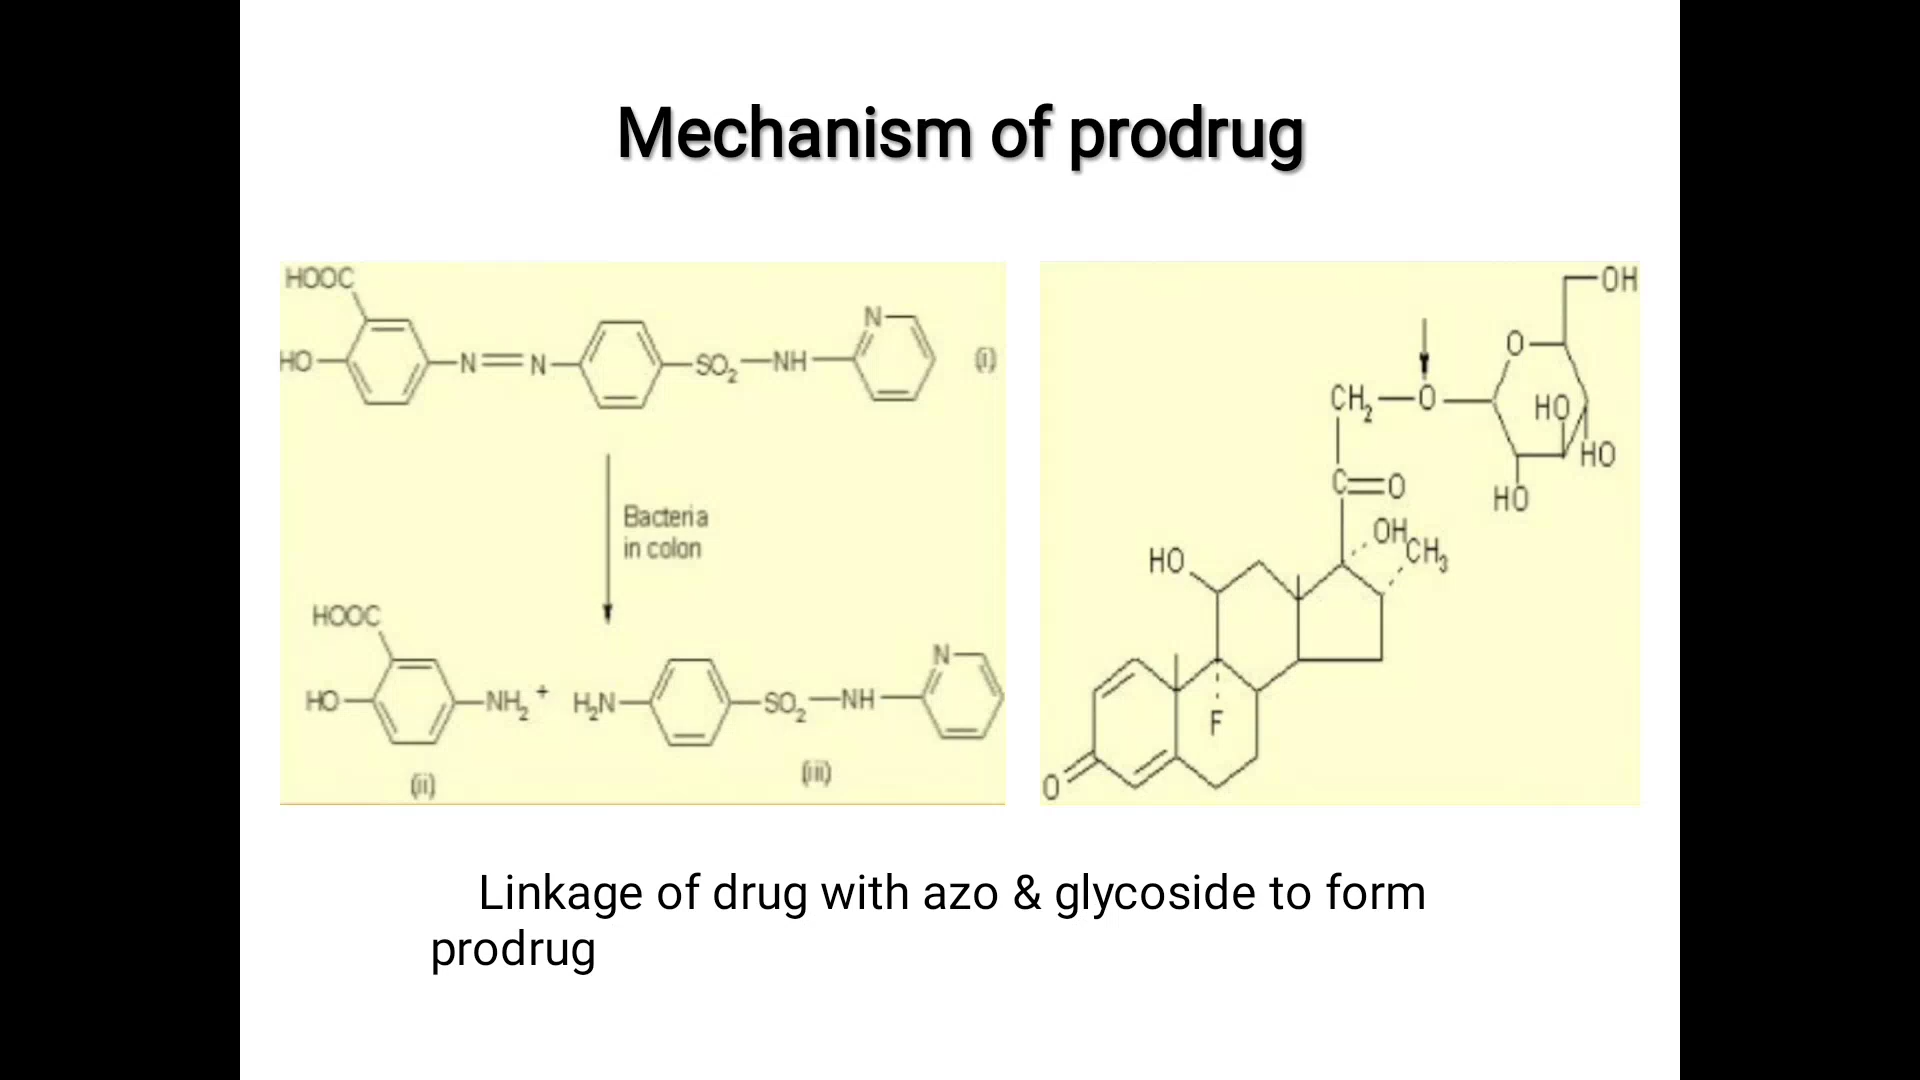 Mechanism of prodrug
HOOC
HO
N
N
SO2
NH
N
(i)
Bacteria
in colon
HOOC
HO
NH2
+
H2N
SO2
NH
N
(ii)
(iii)
OH
O
CH2
O
HO
HO
HO
C
O
OH
CH3
HO
F
O
Linkage of drug with azo & glycoside to form
prodrug